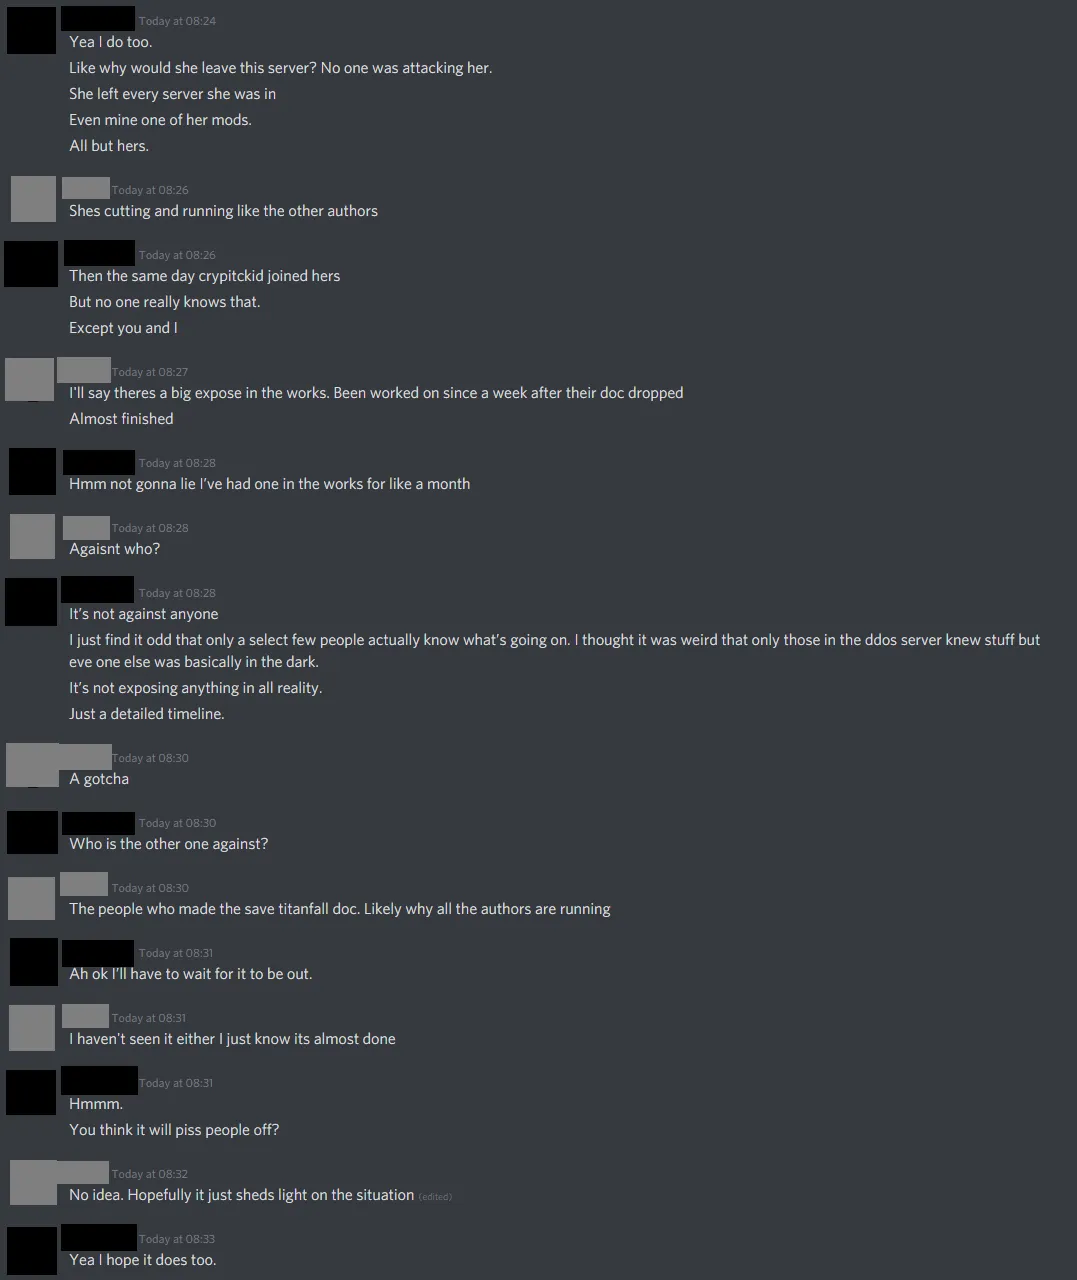 Today at 08:24
Yea I do too.
Like why would she leave this server? No one was attacking her.
She left every server she was in
Even mine one of her mods.
All but hers.
Today at 08:26
Shes cutting and running like the other authors
Today at 08:26
Then the same day crypitckid joined hers
But no one really knows that.
Except you and I
Today at 08:27
I'll say theres a big expose in the works. Been worked on since a week after their doc dropped
Almost finished
Today at 08:28
Hmm not gonna lie I've had one in the works for like a month
Today at 08:28
Agaisnt who?
Today at 08:28
It's not against anyone
I just find it odd that only a select few people actually know what's going on. I thought it was weird that only those in the ddos server knew stuff but
eve one else was basically in the dark.
It's not exposing anything in all reality.
Just a detailed timeline.
Today at 08:30
A gotcha
Today at 08:30
Who is the other one against?
Today at 08:30
The people who made the save titanfall doc. Likely why all the authors are running
Today at 08:31
Ah ok I'll have to wait for it to be out.
Today at 08:31
I haven't seen it either I just know its almost done
Today at 08:31
Hmmm.
You think it will piss people off?
Today at 08:32
No idea. Hopefully it just sheds light on the situation (edited)
Today at 08:33
Yea I hope it does too.